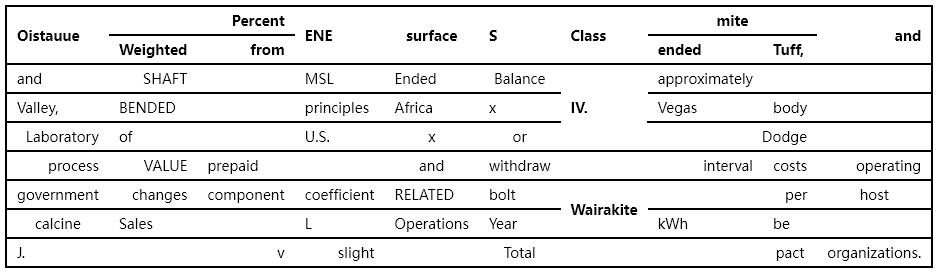 Oistauue Percent ENE surface S Class mite and
Weighted from ended Tuff,
and SHAFT MSL Ended Balance IV. approximately
Valley, BENDED principles Africa x Vegas body
Laboratory of U.S. x or Dodge
process VALUE prepaid and withdraw interval costs operating
government changes component coefficient RELATED bolt Wairakite per host
calcine Sales L Operations Year kWh be
J. v slight Total pact organizations.